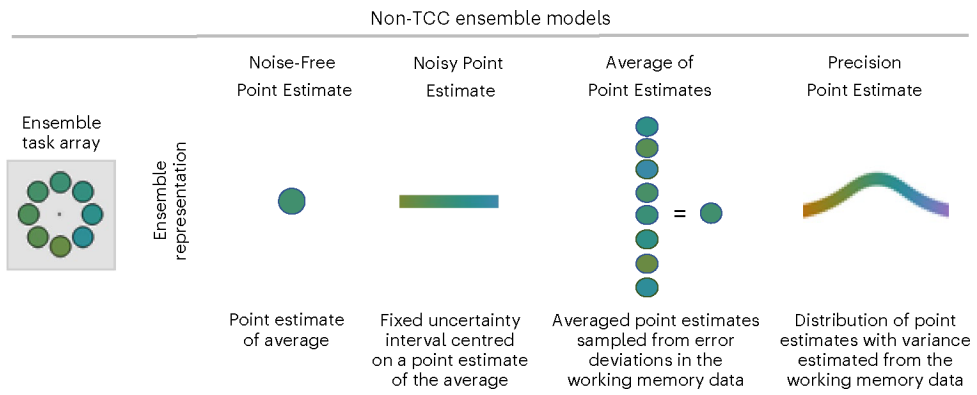 Non-TCC ensemble models
Noise-Free
Point Estimate
Noisy Point
Estimate
Average of
Point Estimates
Precision
Point Estimate
Ensemble
task array
Ensemble
representation
=
Point estimate
of average
Fixed uncertainty
interval centred
on a point estimate
of the average
Averaged point estimates
sampled from error
deviations in the
working memory data
Distribution of point
estimates with variance
estimated from the
working memory data